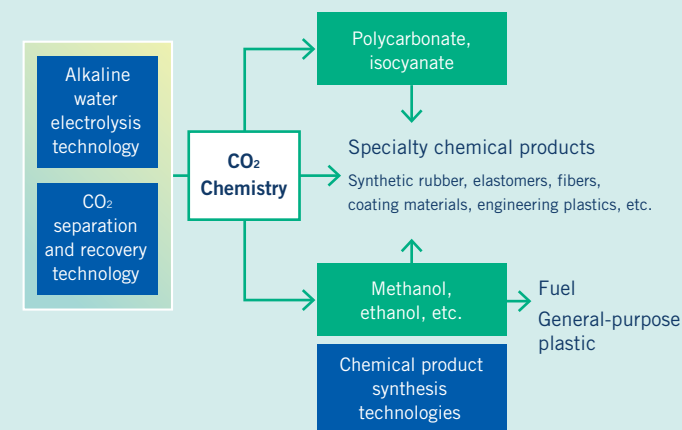 Alkaline
water
electrolysis
technology
CO₂
separation
and recovery
technology
CO₂
Chemistry
Polycarbonate,
isocyanate
Specialty chemical products
Synthetic rubber, elastomers, fibers,
coating materials, engineering plastics, etc.
Methanol,
ethanol, etc.
Fuel
General-purpose
plastic
Chemical product
synthesis
technologies